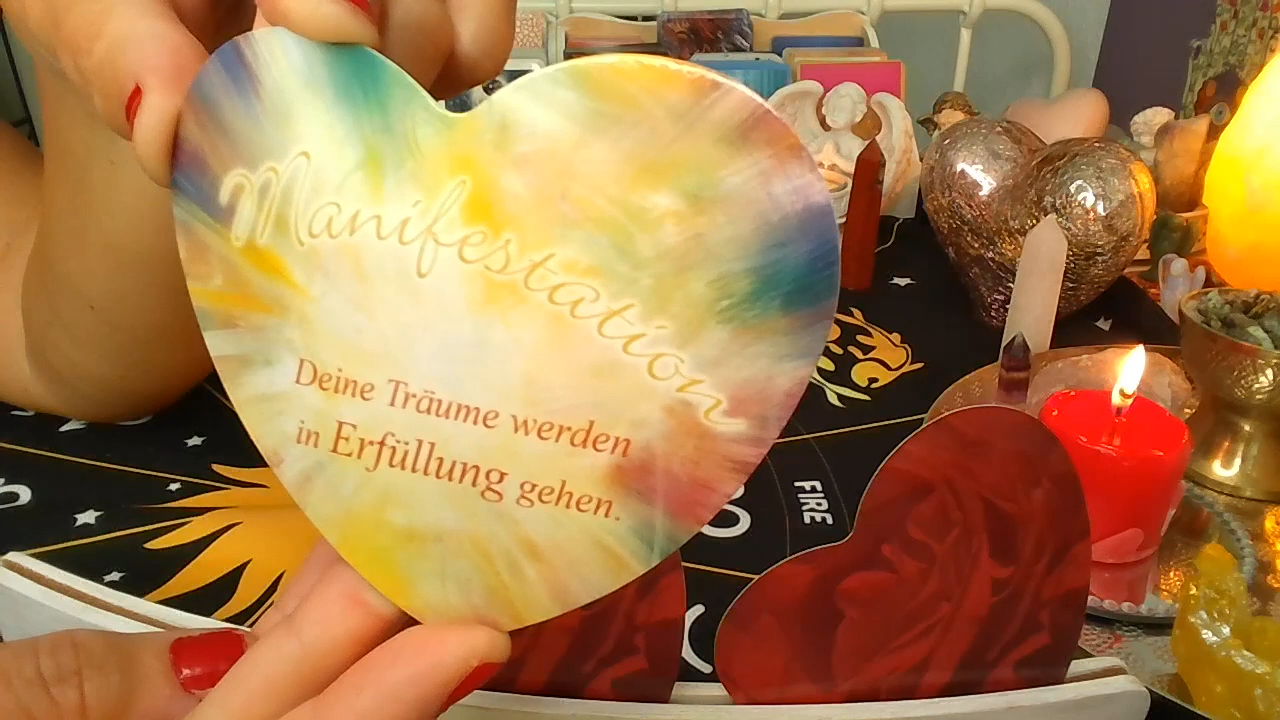 Manifestation
Deine Träume werden
in Erfüllung gehen.
FIRE